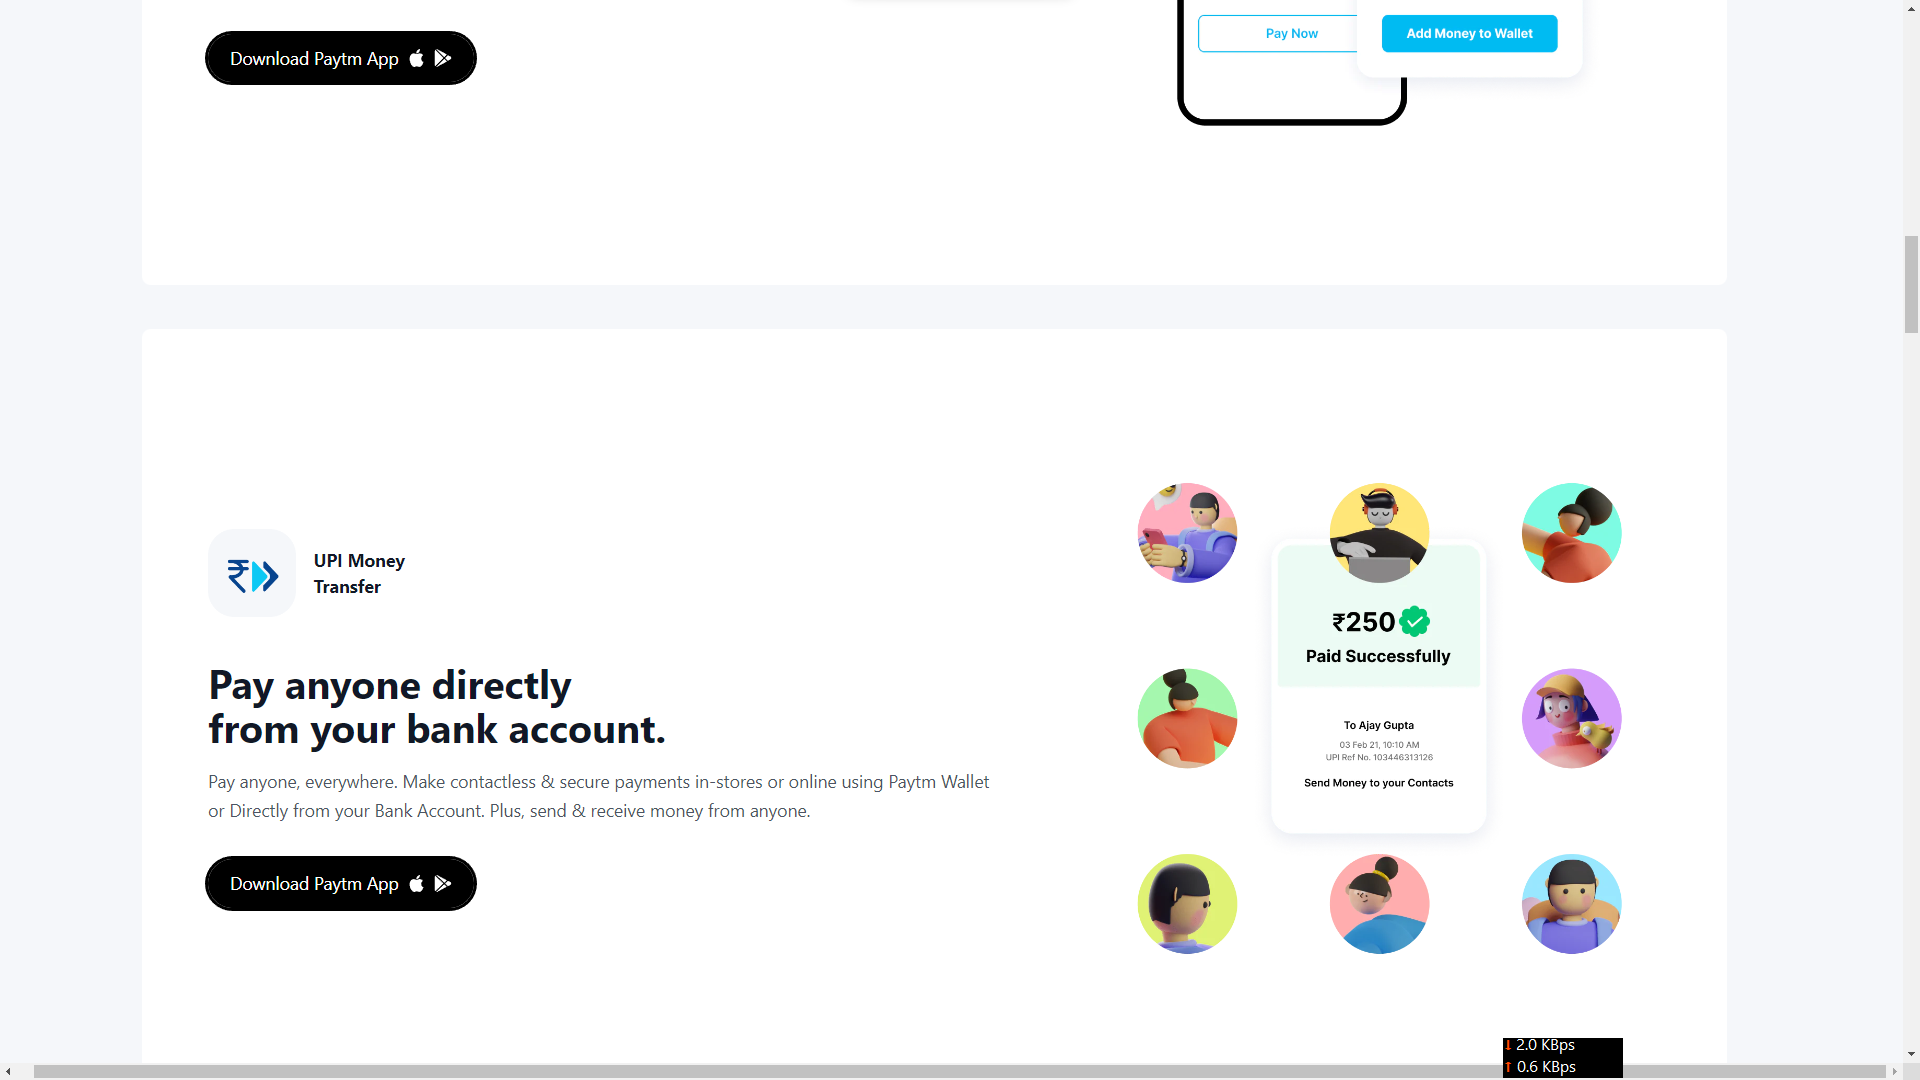 Download Paytm App
Pay Now
Add Money to Wallet
UPI Money
Transfer
Pay anyone directly
from your bank account.
Pay anyone, everywhere. Make contactless & secure payments in-stores or online using Paytm Wallet
or Directly from your Bank Account. Plus, send & receive money from anyone.
Download Paytm App
₹250
Paid Successfully
To Ajay Gupta
03 Feb 21, 10:10 AM
UPI Ref No. 103446313126
Send Money to your Contacts
2.0 KBps
0.6 KBps